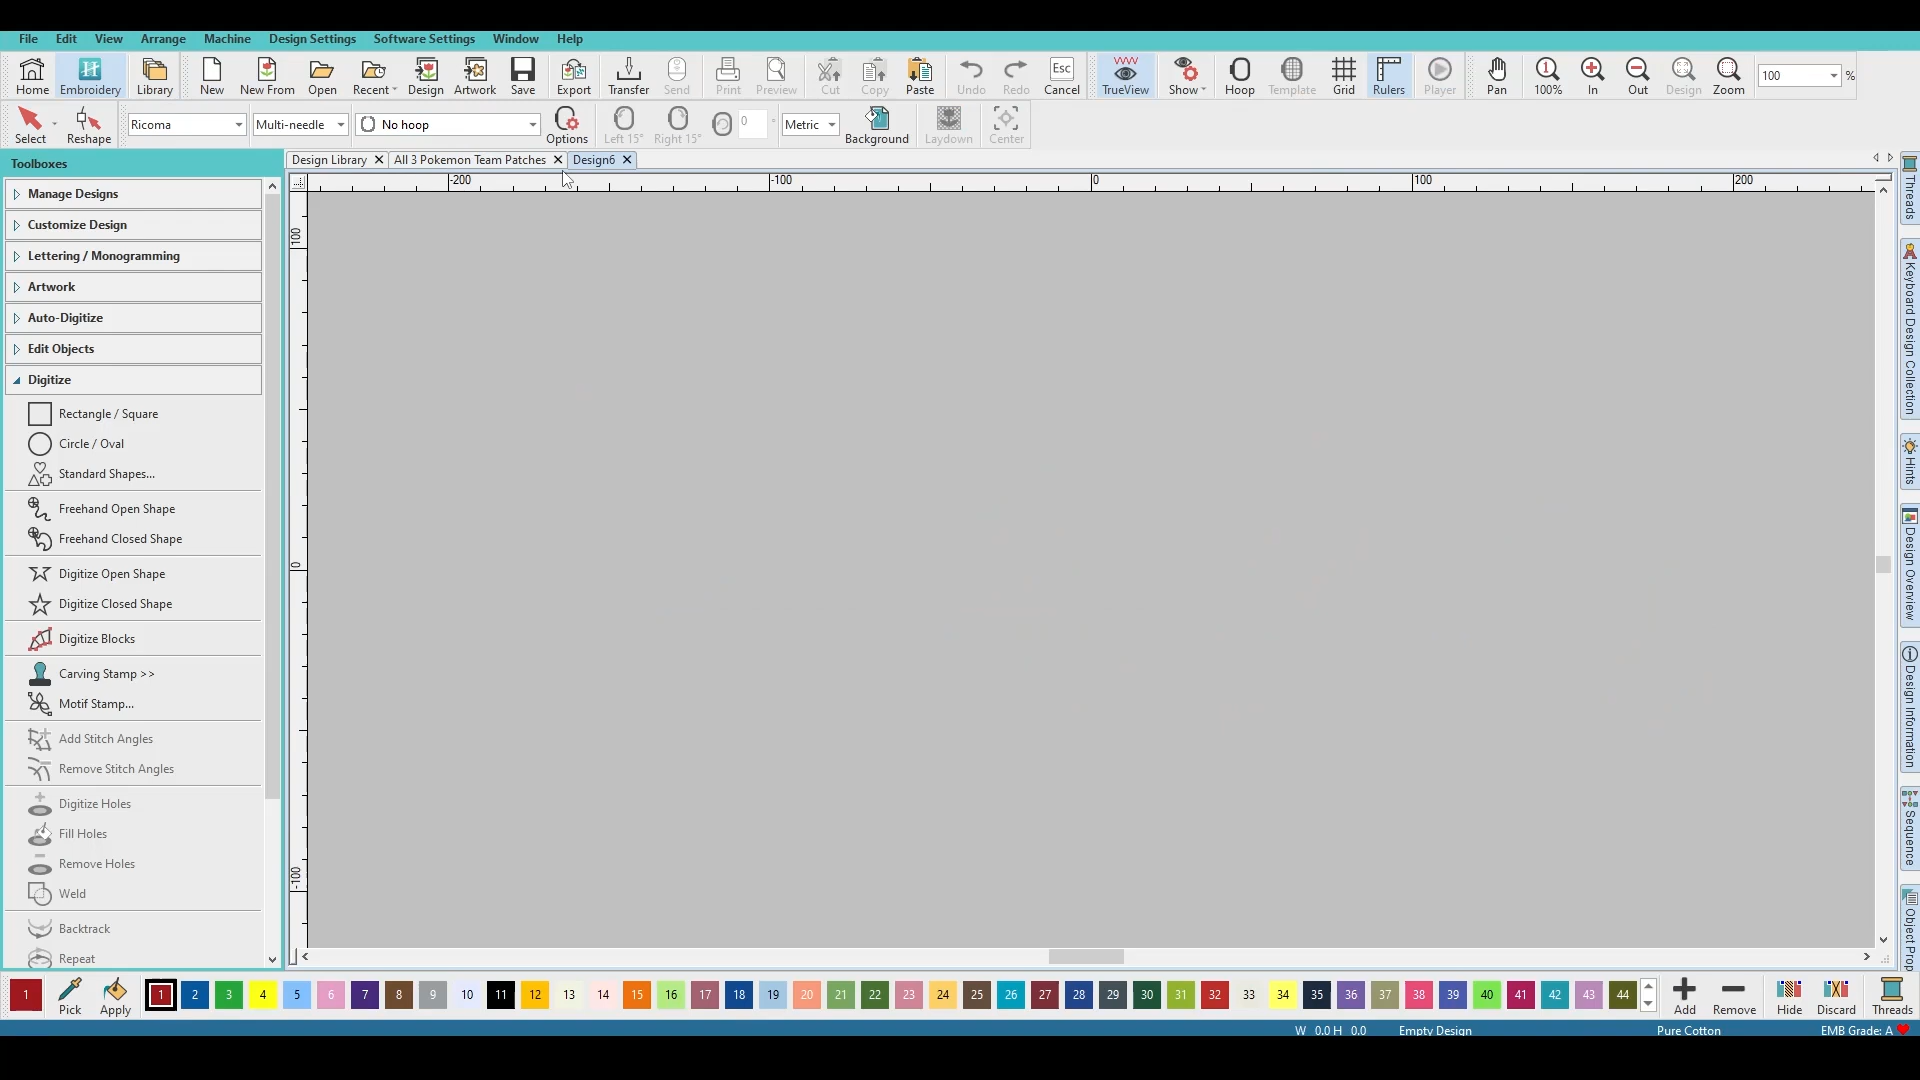 File Edit View Arrange Machine Design Settings Software Settings Window Help
Home Embroidery Library New New From Open Recent Design Artwork Save Export Transfer Send Print Preview Cut Copy Paste Undo Redo Esc Cancel TrueView Show Hoop Template Grid Rulers Player Pan 1 100% In Out Design Zoom 100 %
Select Reshape Ricoma Multi-needle No hoop Options Left 15° Right 15° 0 ° Metric Background Laydown Center
Toolboxes
Design Library All 3 Pokemon Team Patches Design6
-200 -100 0 100 200
100
0
-100
Manage Designs
Customize Design
Lettering / Monogramming
Artwork
Auto-Digitize
Edit Objects
Digitize
Rectangle / Square
Circle / Oval
Standard Shapes...
Freehand Open Shape
Freehand Closed Shape
Digitize Open Shape
Digitize Closed Shape
Digitize Blocks
Carving Stamp >>
Motif Stamp...
Add Stitch Angles
Remove Stitch Angles
Digitize Holes
Fill Holes
Remove Holes
Weld
Backtrack
Repeat
Threads
Keyboard Design Collection
Hints
Design Overview
Design Information
Sequence
Object Prop
1 Pick Apply 1 2 3 4 5 6 7 8 9 10 11 12 13 14 15 16 17 18 19 20 21 22 23 24 25 26 27 28 29 30 31 32 33 34 35 36 37 38 39 40 41 42 43 44 Add Remove Hide Discard Threads
W 0.0 H 0.0 Empty Design Pure Cotton EMB Grade: A